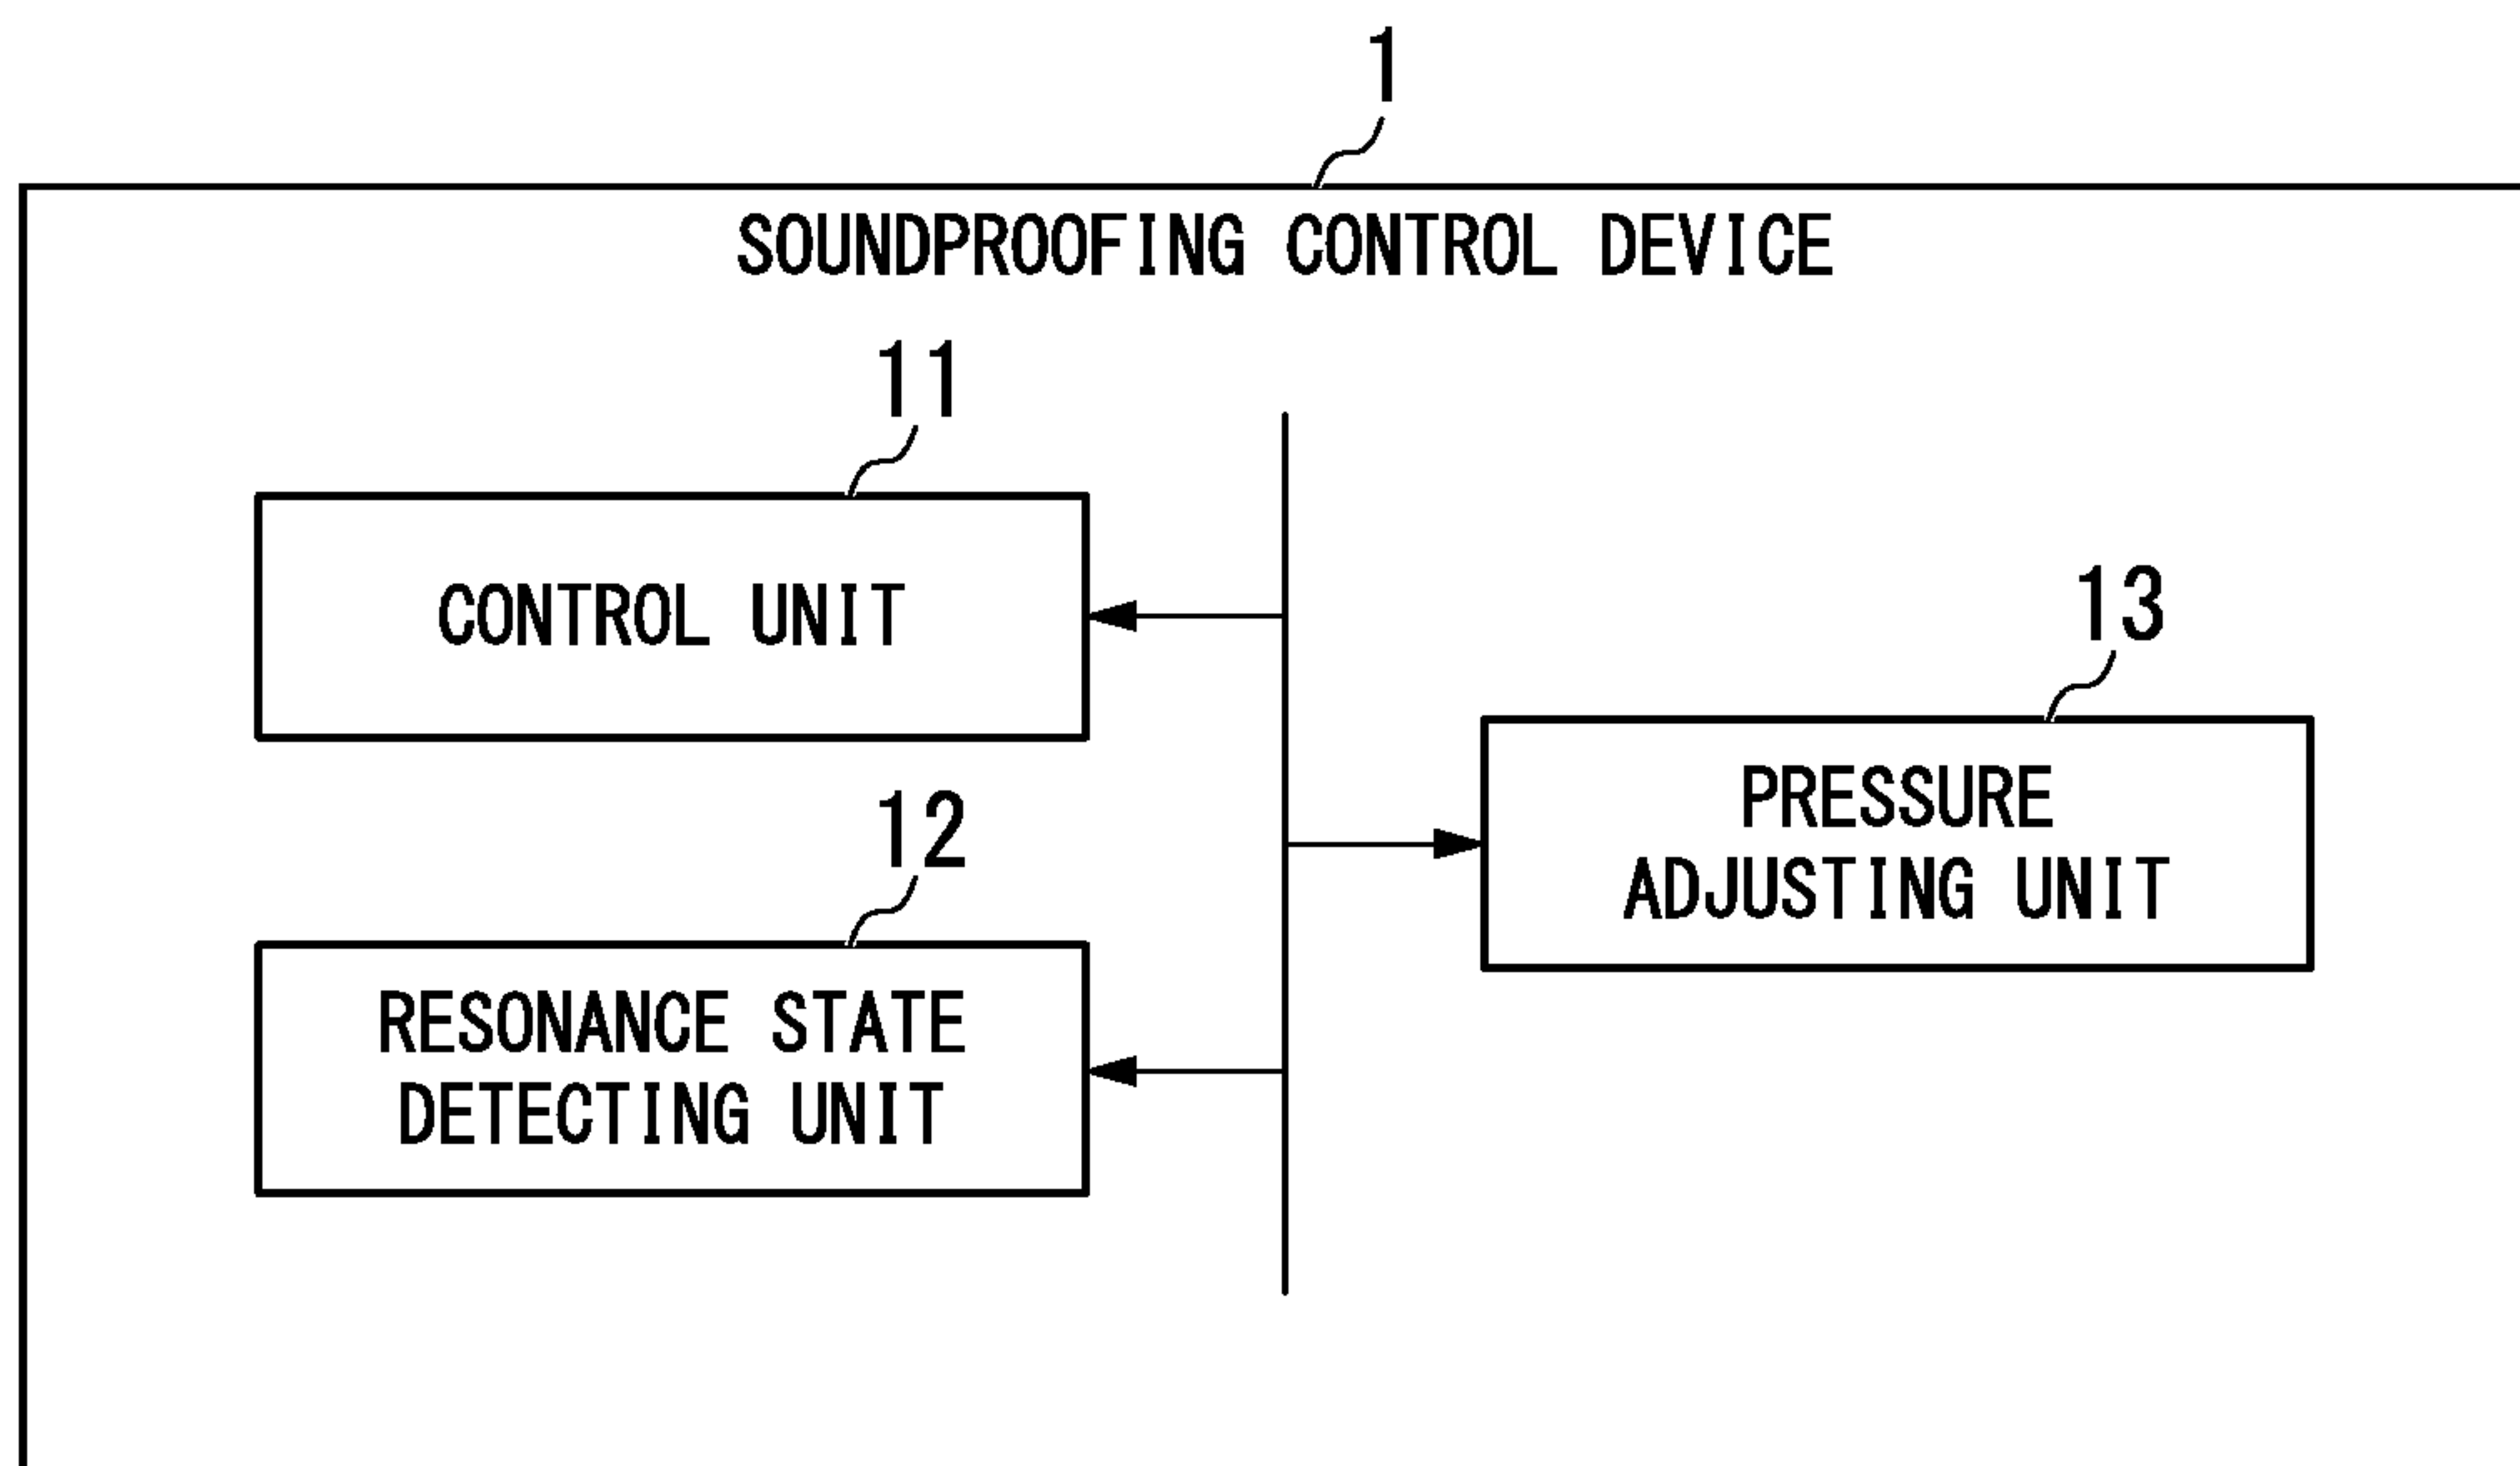 1
SOUNDPROOFING CONTROL DEVICE
11
CONTROL UNIT
12
RESONANCE STATE
DETECTING UNIT
13
PRESSURE
ADJUSTING UNIT